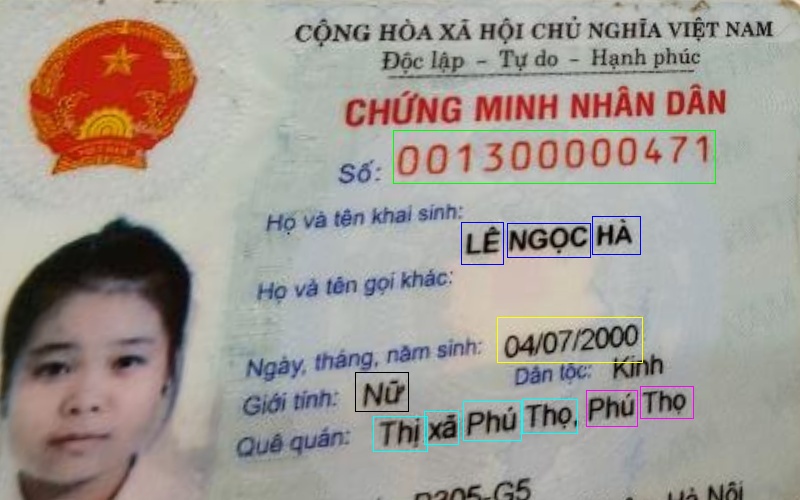 CỘNG HÒA XÃ HỘI CHỦ NGHĨA VIỆT NAM
Độc lập - Tự do - Hạnh phúc
CHỨNG MINH NHÂN DÂN
Số: 001300000471
Họ và tên khai sinh:
LÊ NGỌC HÀ
Họ và tên gọi khác:
Ngày, tháng, năm sinh: 04/07/2000
Giới tính: Nữ Dân tộc: Kinh
Quê quán: Thị xã Phú Thọ, Phú Thọ
P305-G5
Hà Nội